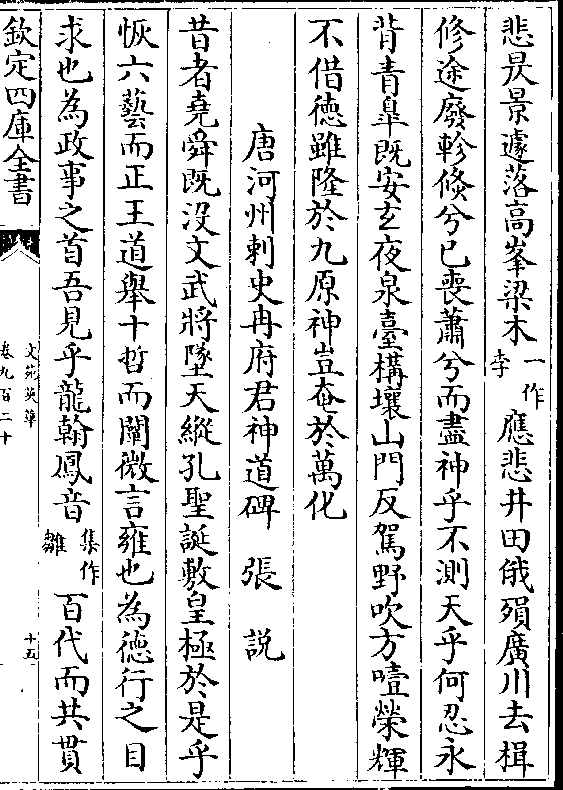 悲昃景遽落高峯梁木一作李應悲井田俄殞廣川去楫
修途廢軫倐兮已喪蕭兮而盡神乎不測天乎何忍永
背青臯既安玄夜泉臺構壤山門反駕野吹方噎榮輝
不借徳雖隆於九原神豈奄於萬化
唐河州刺史冉府君神道碑 張説
昔者堯舜既沒文武將墜天縱孔聖誕敷皇極於是乎
恢六藝而正王道舉十哲而闡微言雍也為徳行之目
求也為政事之首吾見乎龍翰鳳音集作雛百代而共貫
欽定四庫全書
文苑英華
卷九百二十
十五